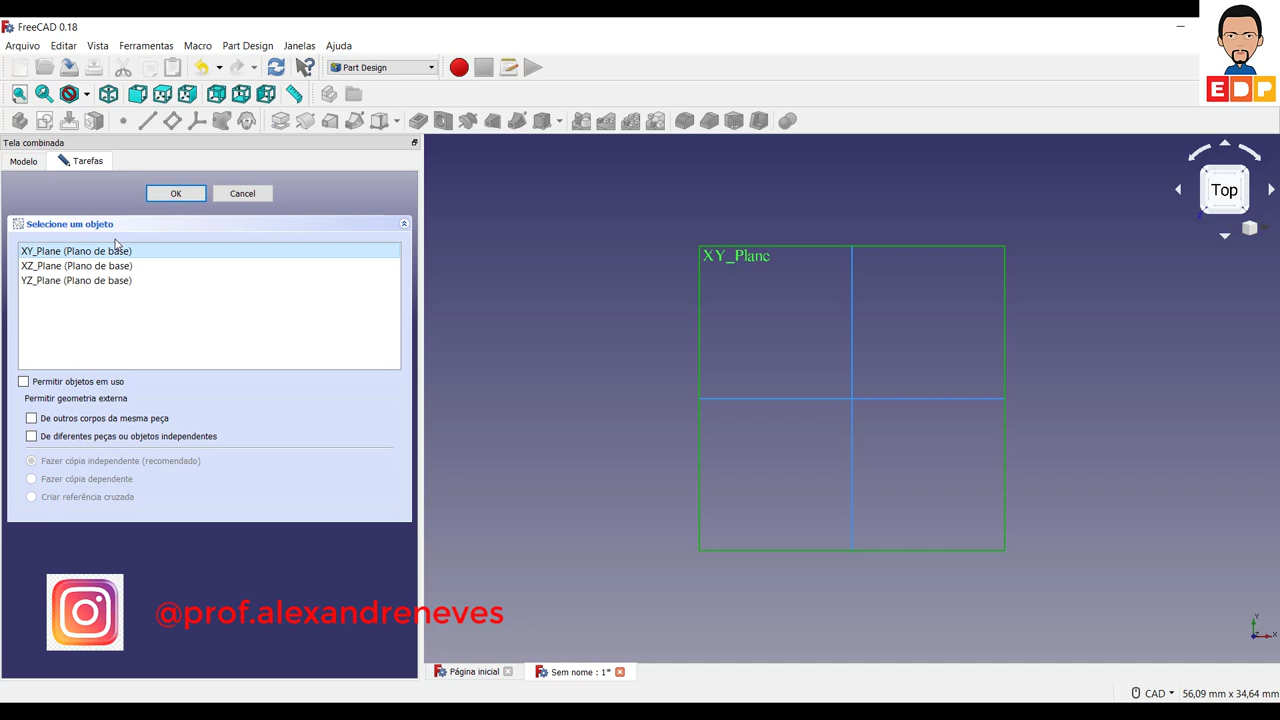 FreeCAD 0.18
Arquivo Editar Vista Ferramentas Macro Part Design Janelas Ajuda
Part Design
EDP
Tela combinada
Modelo Tarefas
OK Cancel
Selecione um objeto
XY_Plane (Plano de base)
XZ_Plane (Plano de base)
YZ_Plane (Plano de base)
Permitir objetos em uso
Permitir geometria externa
De outros corpos da mesma peça
De diferentes peças ou objetos independentes
Fazer cópia independente (recomendado)
Fazer cópia dependente
Criar referência cruzada
XY_Plane
Top
Z
@prof.alexandreneves
Y
Z X
Página inicial Sem nome : 1*
CAD 56,09 mm x 34,64 mm